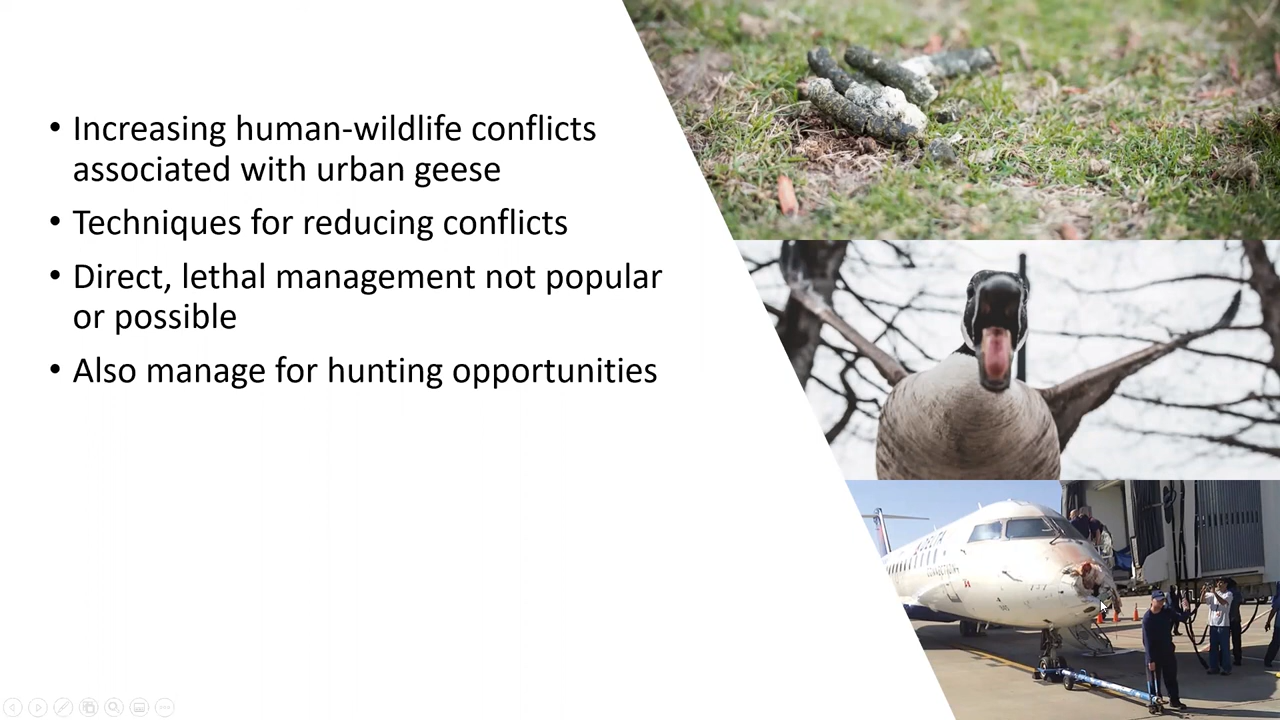 • Increasing human-wildlife conflicts
associated with urban geese
• Techniques for reducing conflicts
• Direct, lethal management not popular
or possible
• Also manage for hunting opportunities
DELTA